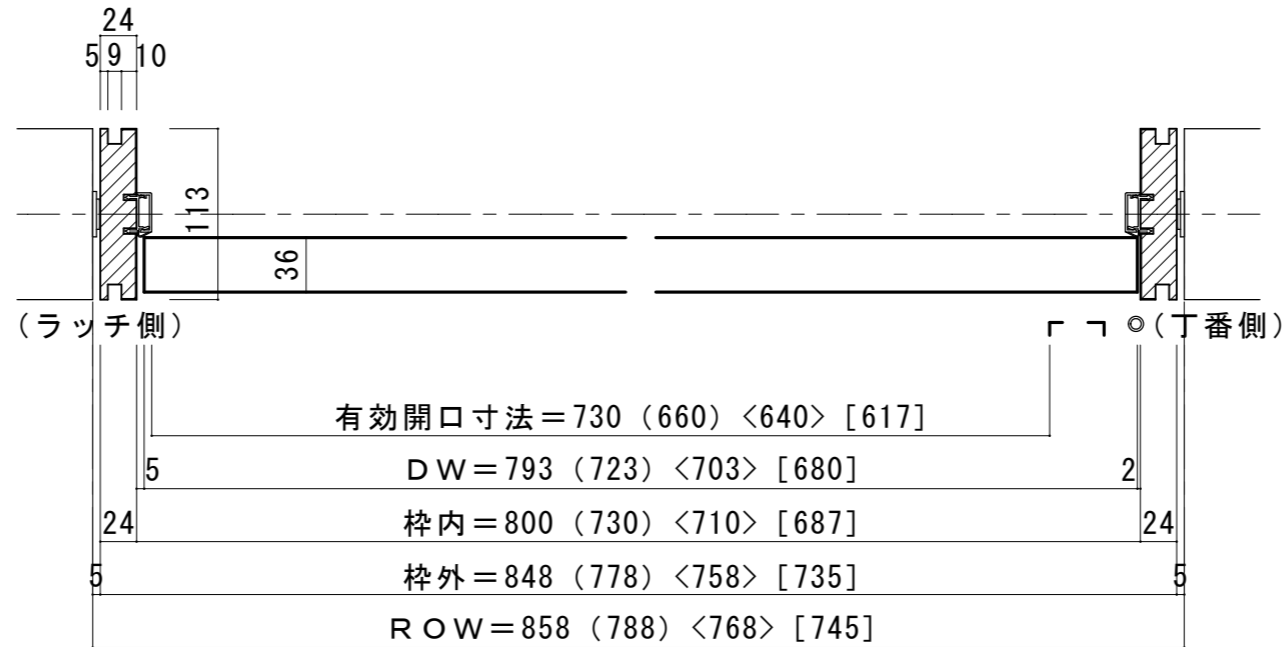 24
5 9 10
113
36
(ラッチ側)
(丁番側)
有効開口寸法＝730 (660) <640> [617]
5 ＤＷ＝793 (723) <703> [680] 2
24 枠内＝800 (730) <710> [687] 24
5 枠外＝848 (778) <758> [735] 5
ＲＯＷ＝858 (788) <768> [745]